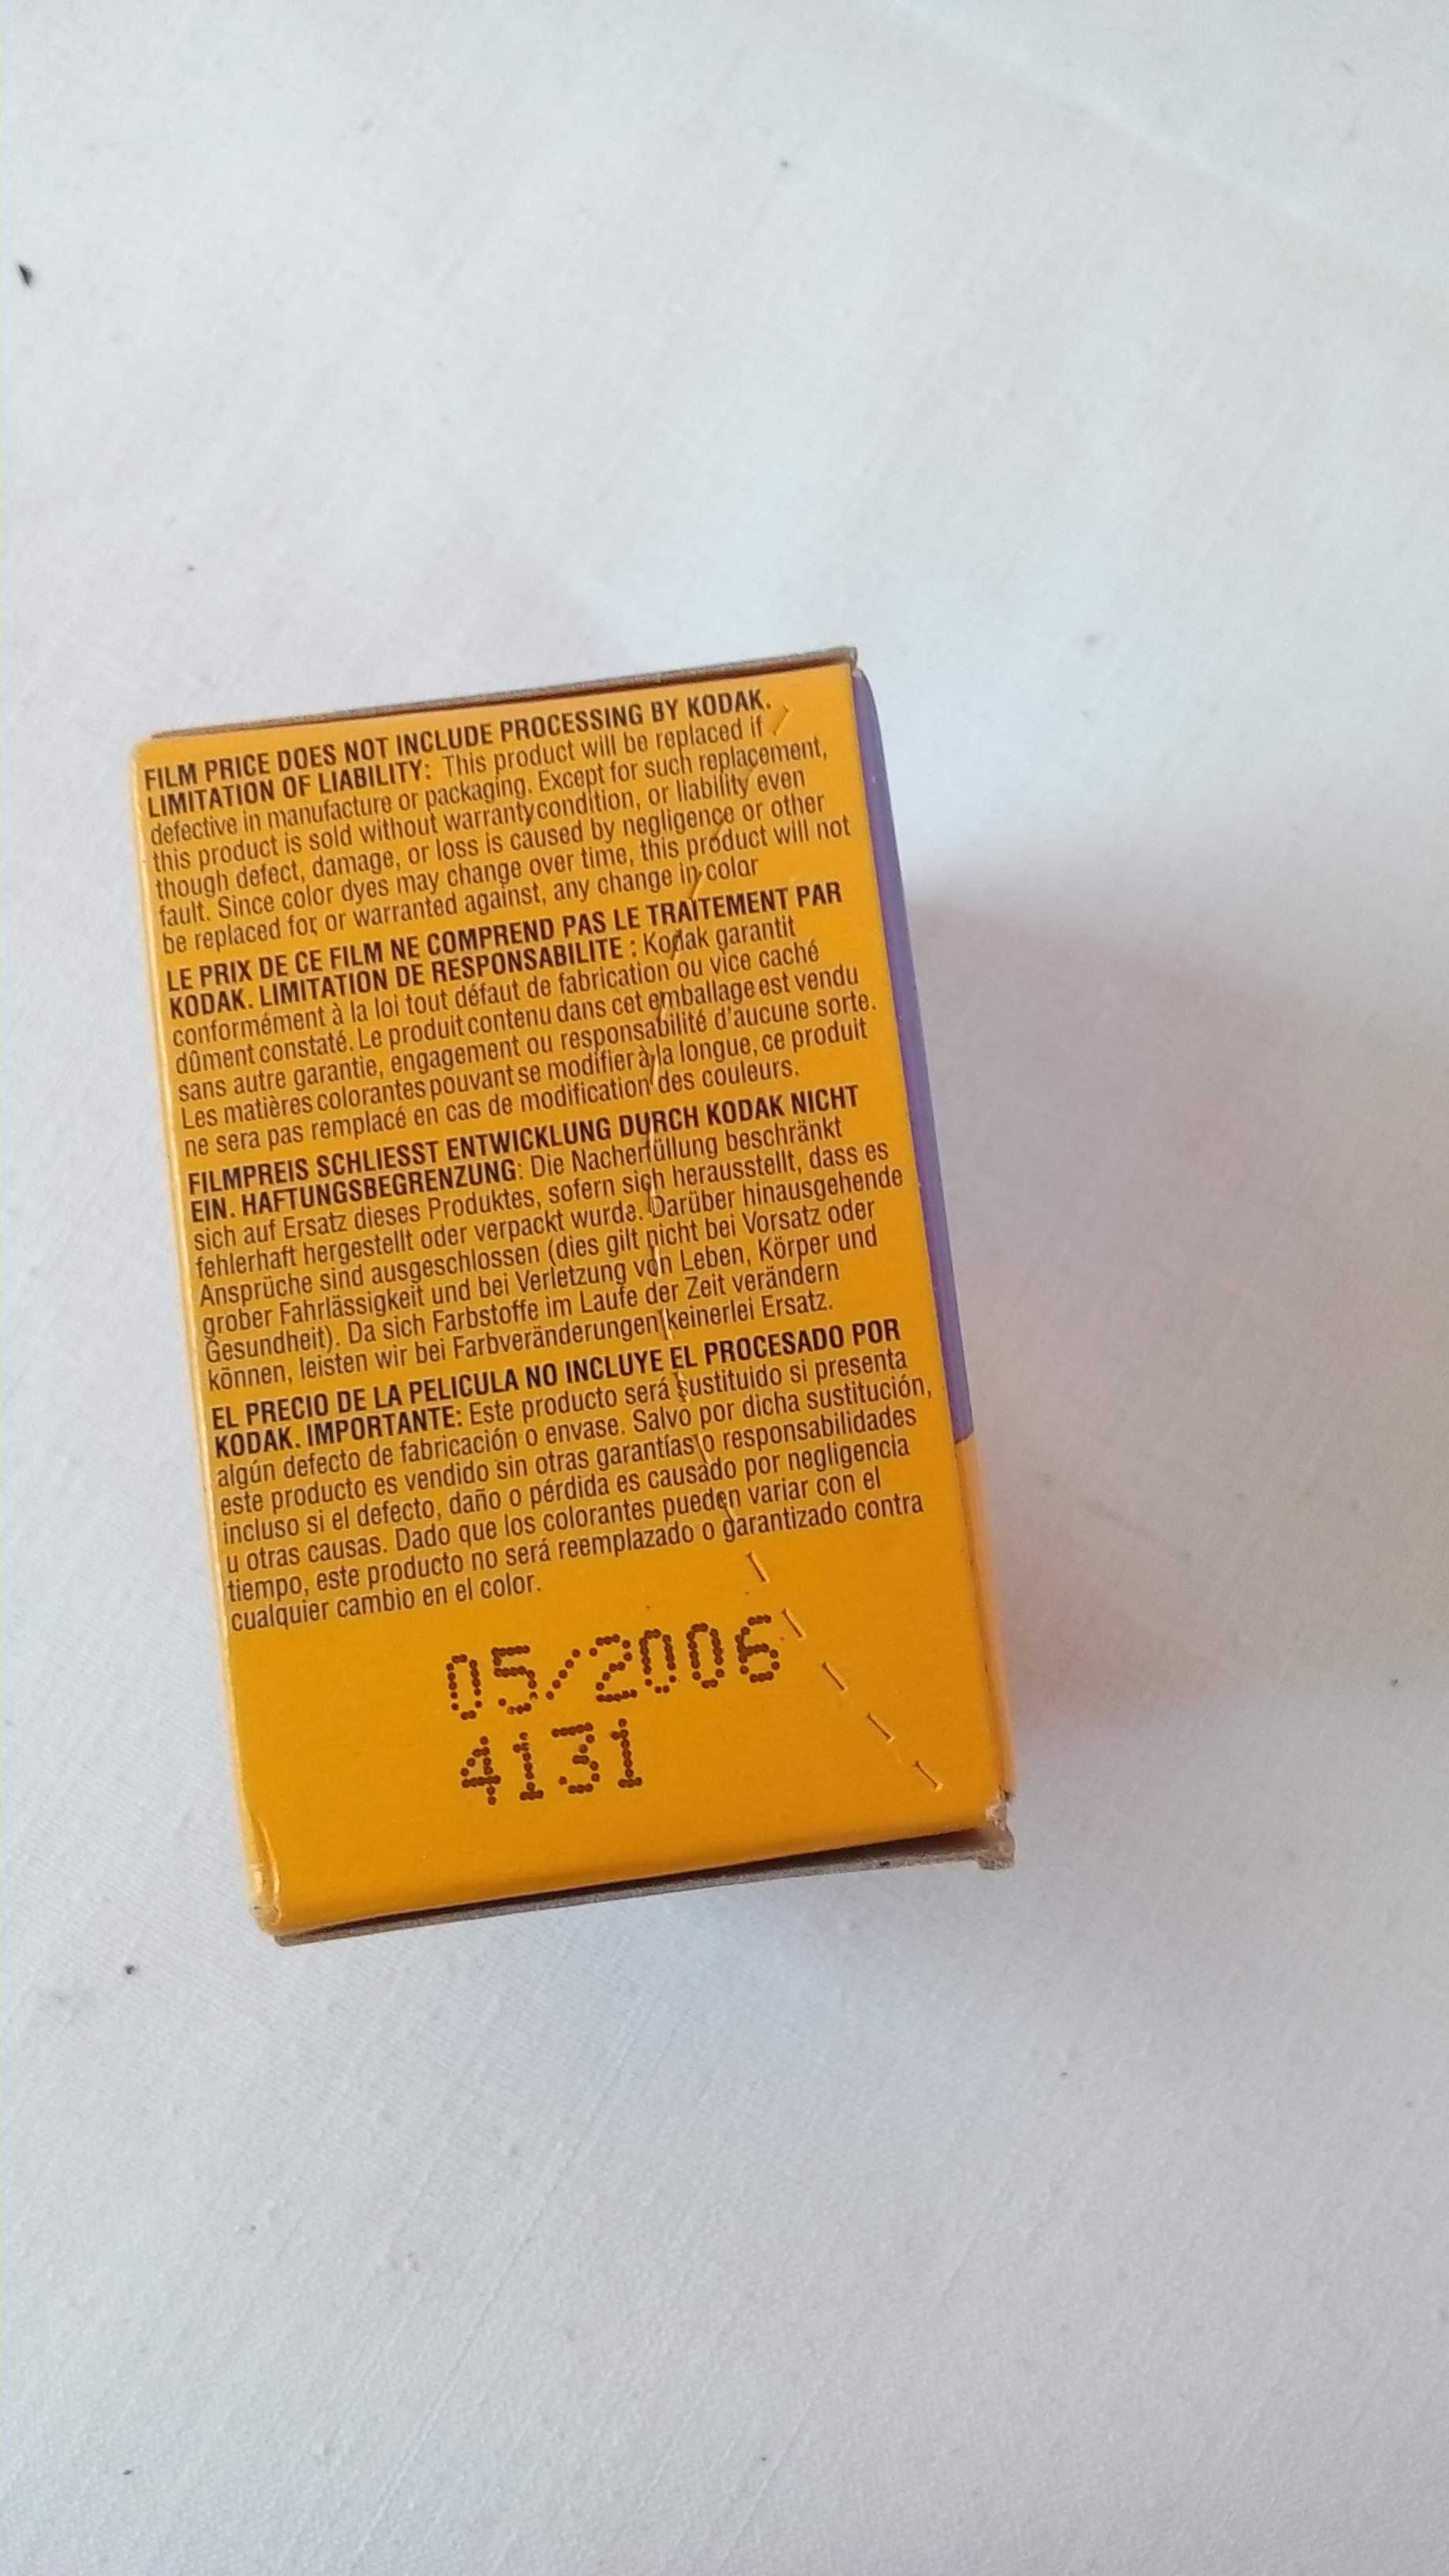 FILM PRICE DOES NOT INCLUDE PROCESSING BY KODAK.
LIMITATION OF LIABILITY: This product will be replaced if
defective in manufacture or packaging. Except for such replacement,
this product is sold without warranty condition, or liability even
though defect, damage, or loss is caused by negligence or other
fault. Since color dyes may change over time, this product will not
be replaced for, or warranted against, any change in color
LE PRIX DE CE FILM NE COMPREND PAS LE TRAITEMENT PAR
KODAK. LIMITATION DE RESPONSABILITE : Kodak garantit
conformément à la loi tout défaut de fabrication ou vice caché
dûment constaté. Le produit contenu dans cet emballage est vendu
sans autre garantie, engagement ou responsabilité d'aucune sorte.
Les matières colorantes pouvant se modifier à la longue, ce produit
ne sera pas remplacé en cas de modification des couleurs.
FILMPREIS SCHLIESST ENTWICKLUNG DURCH KODAK NICHT
EIN. HAFTUNGSBEGRENZUNG: Die Nacherfüllung beschränkt
sich auf Ersatz dieses Produktes, sofern sich herausstellt, dass es
fehlerhaft hergestellt oder verpackt wurde. Darüber hinausgehende
Ansprüche sind ausgeschlossen (dies gilt nicht bei Vorsatz oder
grober Fahrlässigkeit und bei Verletzung von Leben, Körper und
Gesundheit). Da sich Farbstoffe im Laufe der Zeit verändern
können, leisten wir bei Farbveränderungen keinerlei Ersatz.
EL PRECIO DE LA PELICULA NO INCLUYE EL PROCESADO POR
KODAK. IMPORTANTE: Este producto será sustituido si presenta
algún defecto de fabricación o envase. Salvo por dicha sustitución,
este producto es vendido sin otras garantías o responsabilidades
incluso si el defecto, daño o pérdida es causado por negligencia
u otras causas. Dado que los colorantes pueden variar con el
tiempo, este producto no será reemplazado o garantizado contra
cualquier cambio en el color.
05/2006
4131